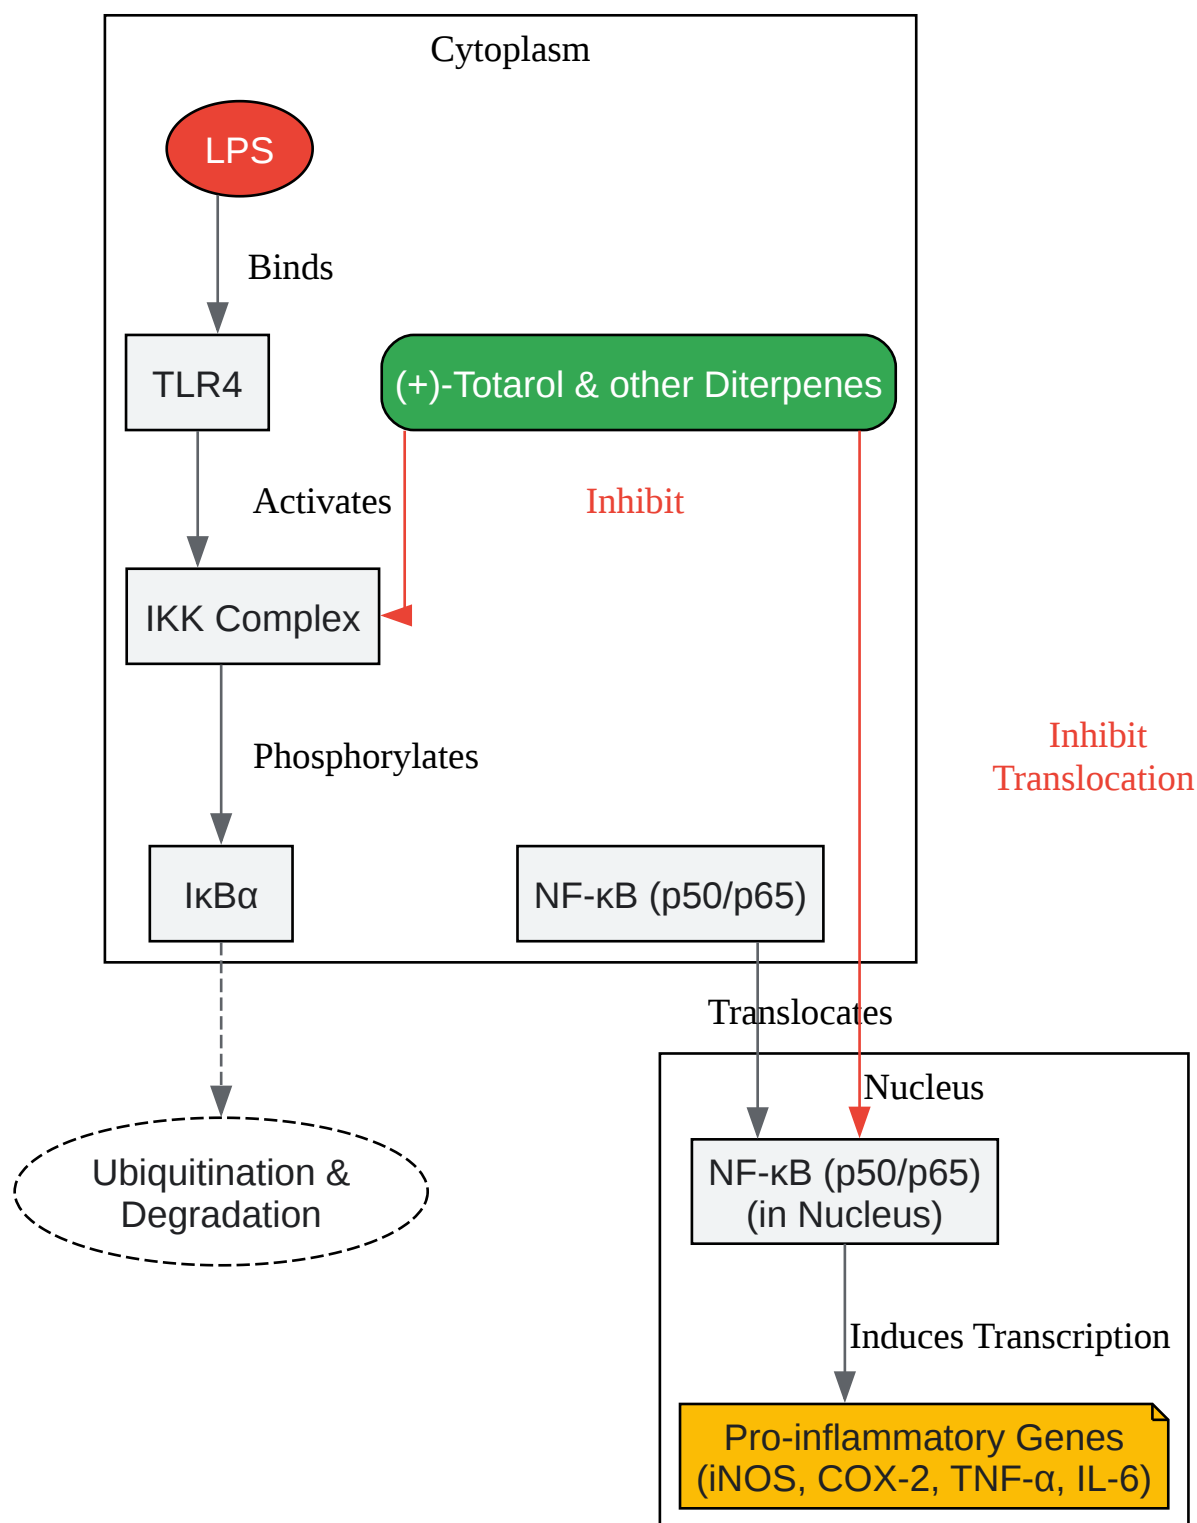 Cytoplasm
LPS
Binds
TLR4
(+)-Totarol & other Diterpenes
Activates
Inhibit
IKK Complex
Inhibit
Translocation
Phosphorylates
IκBα
NF-κB (p50/p65)
Translocates
Nucleus
Ubiquitination &
Degradation
NF-κB (p50/p65)
(in Nucleus)
Induces Transcription
Pro-inflammatory Genes
(iNOS, COX-2, TNF-α, IL-6)